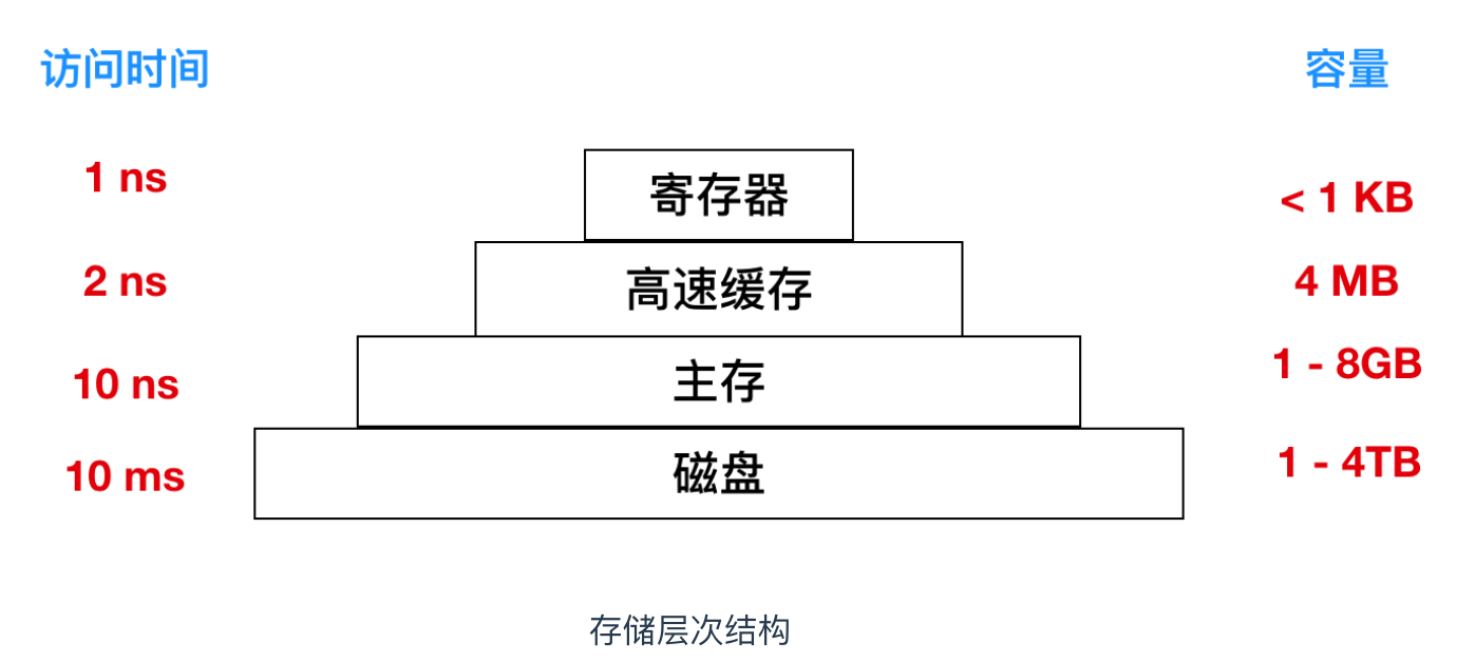 访问时间 容量
1 ns 寄存器 < 1 KB
2 ns 高速缓存 4 MB
10 ns 主存 1 - 8GB
10 ms 磁盘 1 - 4TB
存储层次结构